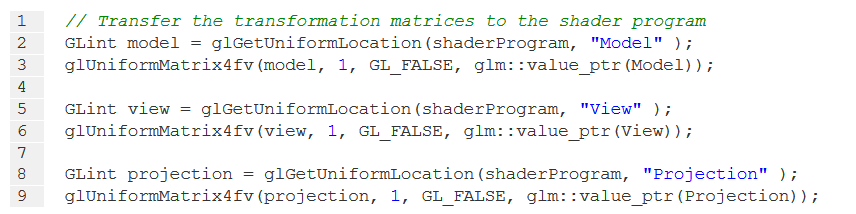 1 // Transfer the transformation matrices to the shader program
2 GLint model = glGetUniformLocation(shaderProgram, "Model" );
3 glUniformMatrix4fv(model, 1, GL_FALSE, glm::value_ptr(Model));
4
5 GLint view = glGetUniformLocation(shaderProgram, "View" );
6 glUniformMatrix4fv(view, 1, GL_FALSE, glm::value_ptr(View));
7
8 GLint projection = glGetUniformLocation(shaderProgram, "Projection" );
9 glUniformMatrix4fv(projection, 1, GL_FALSE, glm::value_ptr(Projection));